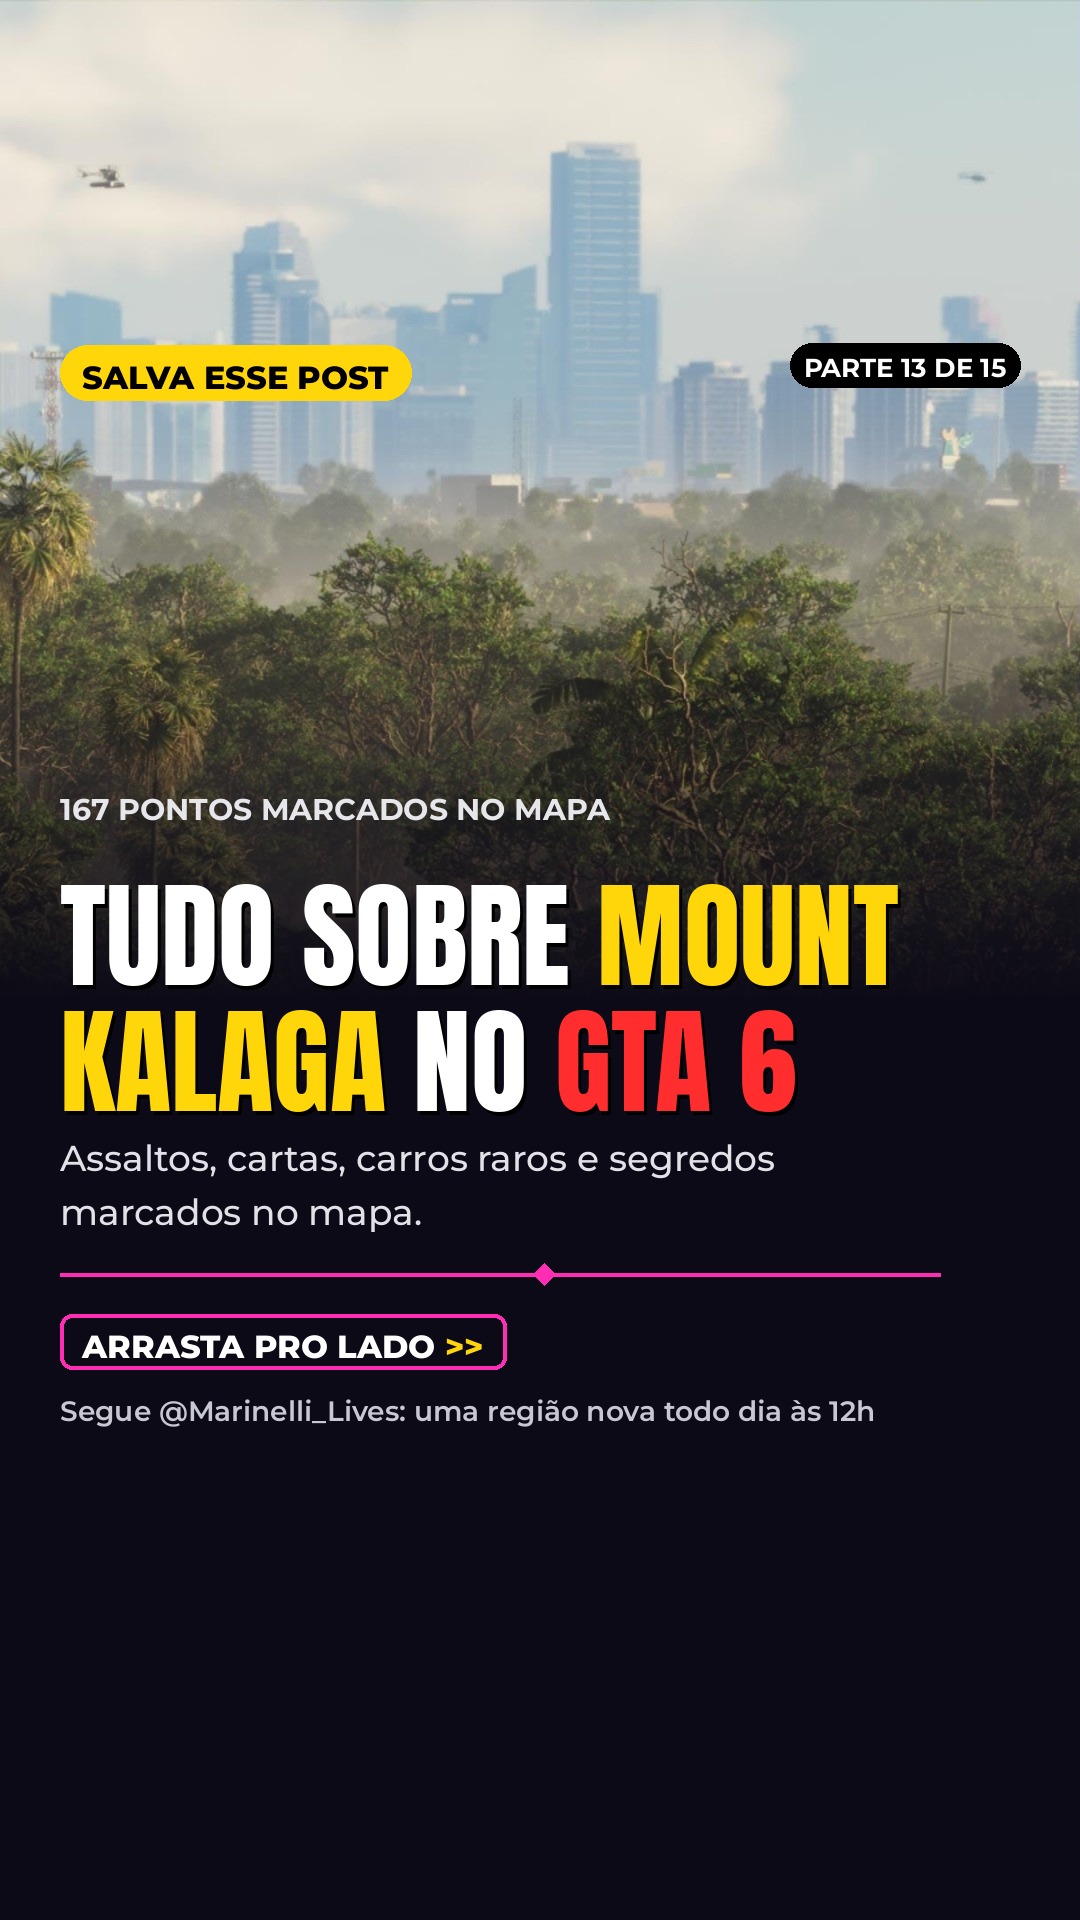 SALVA ESSE POST
PARTE 13 DE 15
167 PONTOS MARCADOS NO MAPA
TUDO SOBRE MOUNT
KALAGA NO GTA 6
Assaltos, cartas, carros raros e segredos
marcados no mapa.
ARRASTA PRO LADO >>
Segue @Marinelli_Lives: uma região nova todo dia às 12h